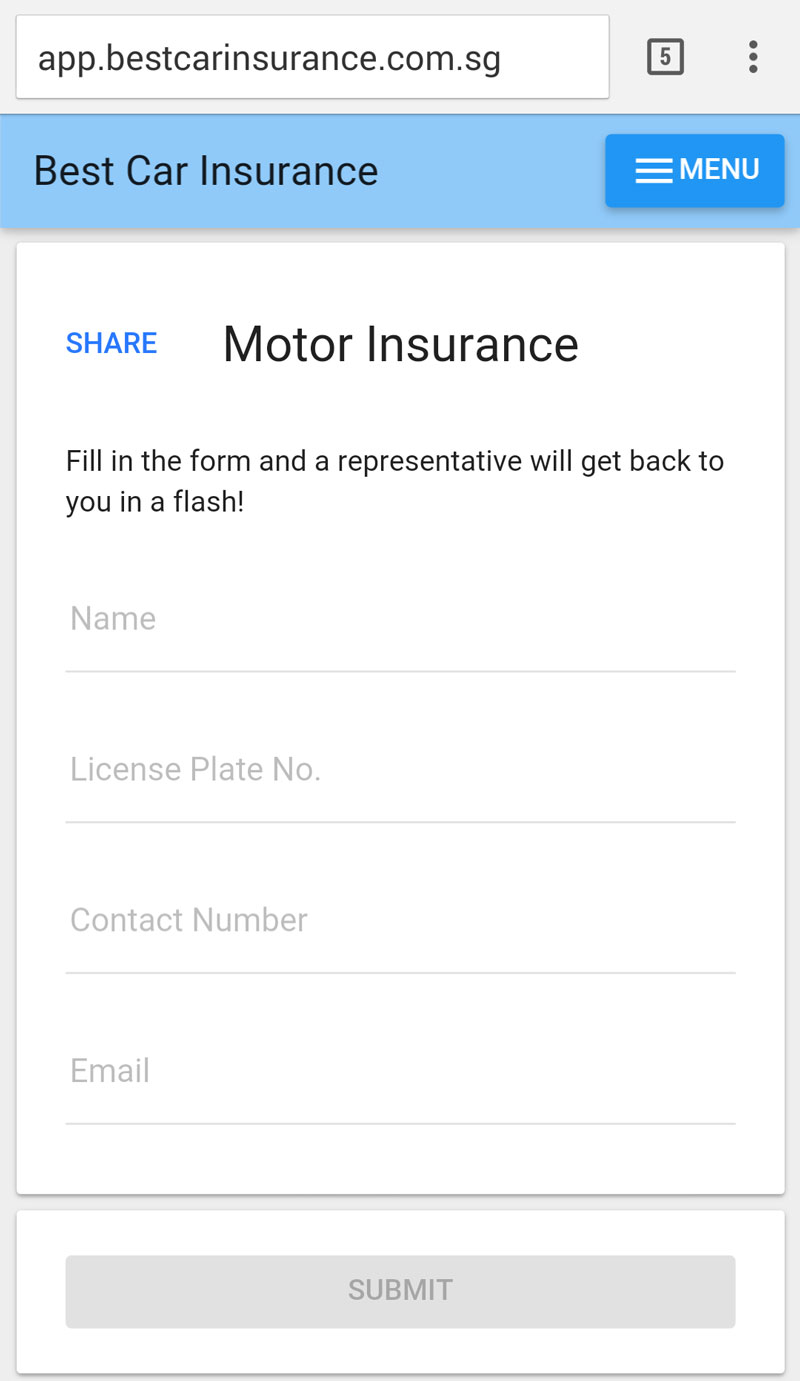 app.bestcarinsurance.com.sg
5
Best Car Insurance
MENU
SHARE
Motor Insurance
Fill in the form and a representative will get back to
you in a flash!
Name
License Plate No.
Contact Number
Email
SUBMIT